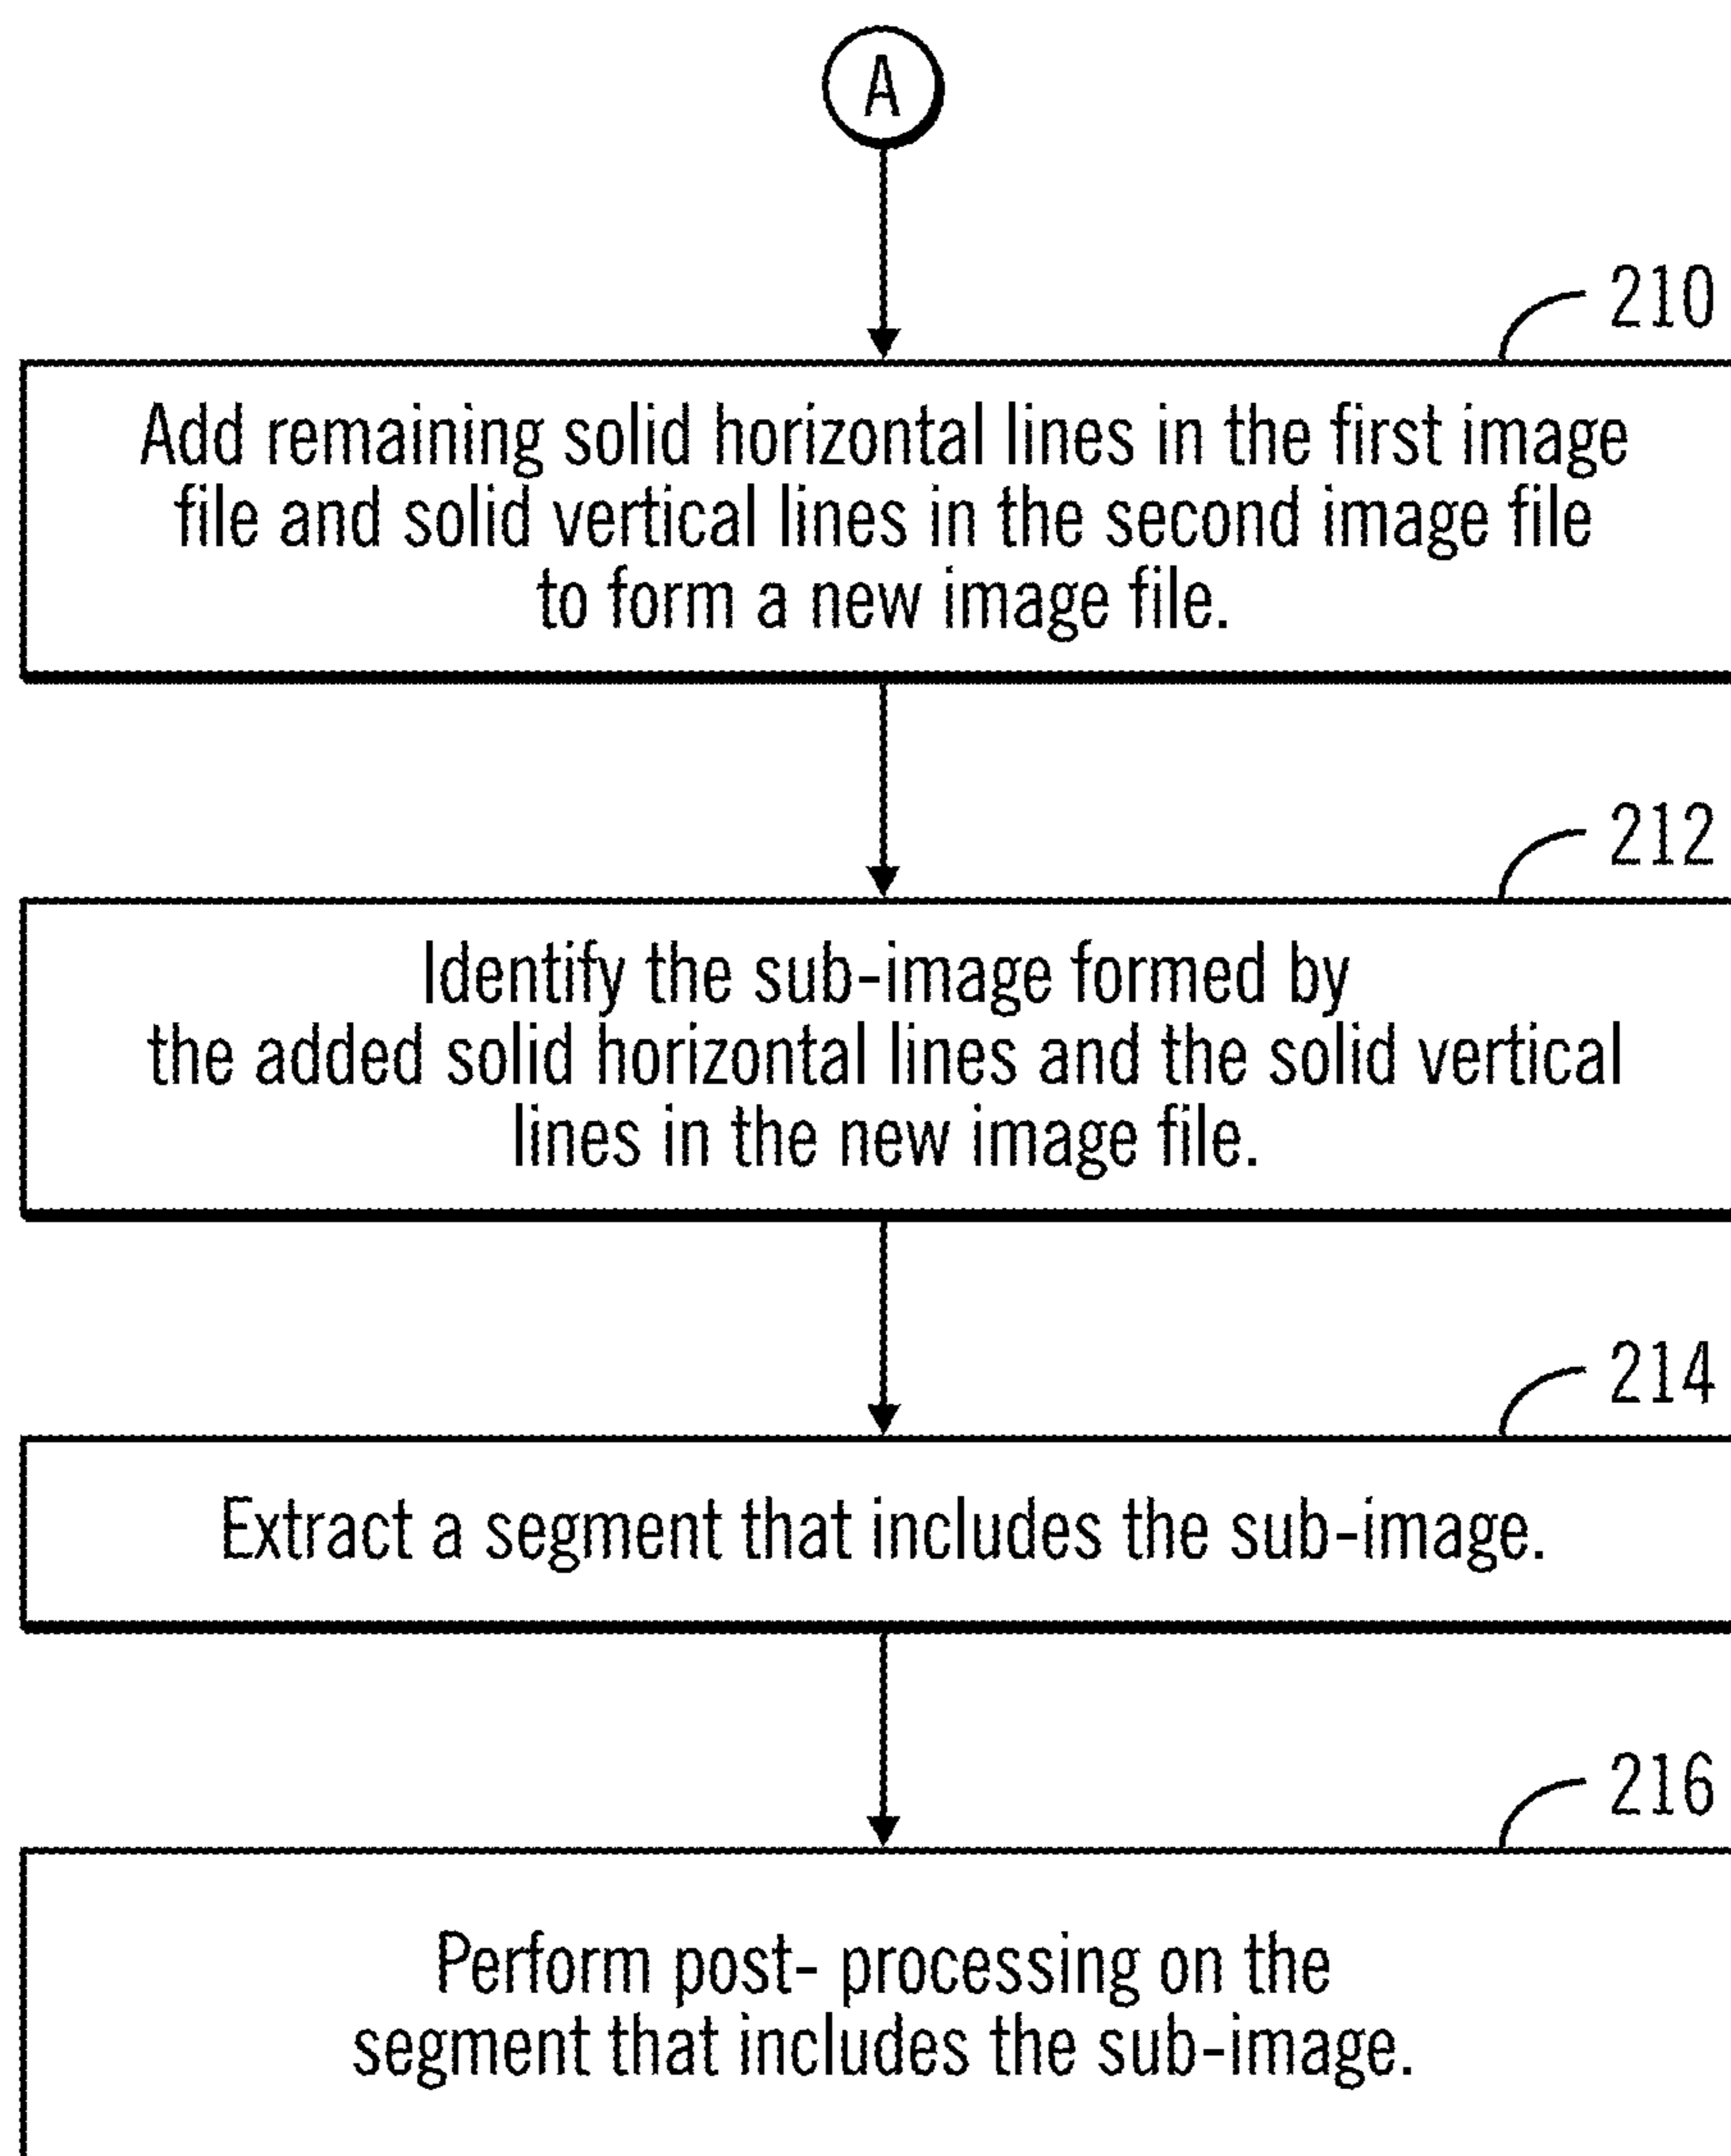 A
210
Add remaining solid horizontal lines in the first image
file and solid vertical lines in the second image file
to form a new image file.
212
Identify the sub-image formed by
the added solid horizontal lines and the solid vertical
lines in the new image file.
214
Extract a segment that includes the sub-image.
216
Perform post- processing on the
segment that includes the sub-image.